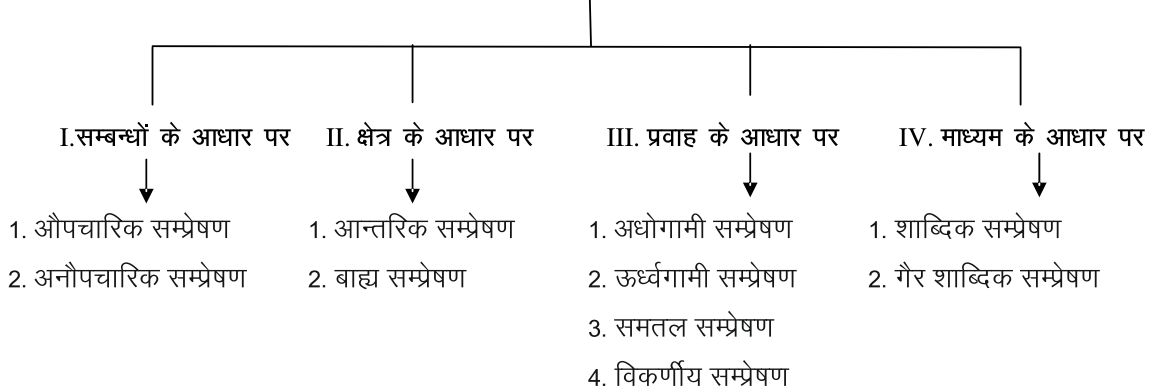 I.सम्बन्धों के आधार पर
II. क्षेत्र के आधार पर
III. प्रवाह के आधार पर
IV. माध्यम के आधार पर
1. औपचारिक सम्प्रेषण
2. अनौपचारिक सम्प्रेषण
1. आन्तरिक सम्प्रेषण
2. बाह्य सम्प्रेषण
1. अधोगामी सम्प्रेषण
2. ऊर्ध्वगामी सम्प्रेषण
3. समतल सम्प्रेषण
4. विकर्णीय सम्प्रेषण
1. शाब्दिक सम्प्रेषण
2. गैर शाब्दिक सम्प्रेषण